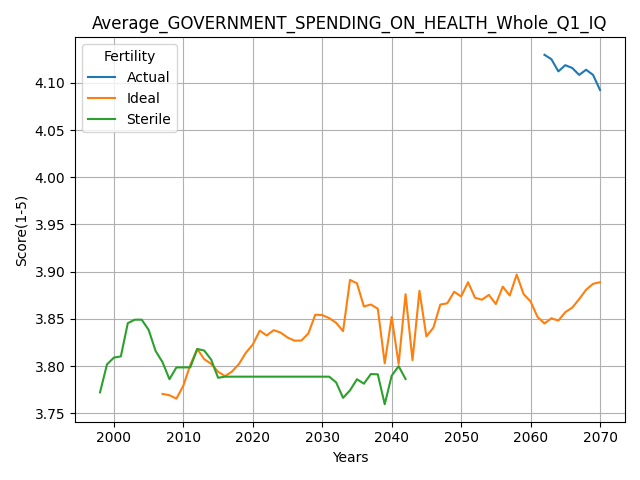 Average_GOVERNMENT_SPENDING_ON_HEALTH_Whole_Q1_IQ
Fertility
Actual
Ideal
Sterile
4.10
4.05
4.00
3.95
3.90
3.85
3.80
3.75
Score(1-5)
2000 2010 2020 2030 2040 2050 2060 2070
Years